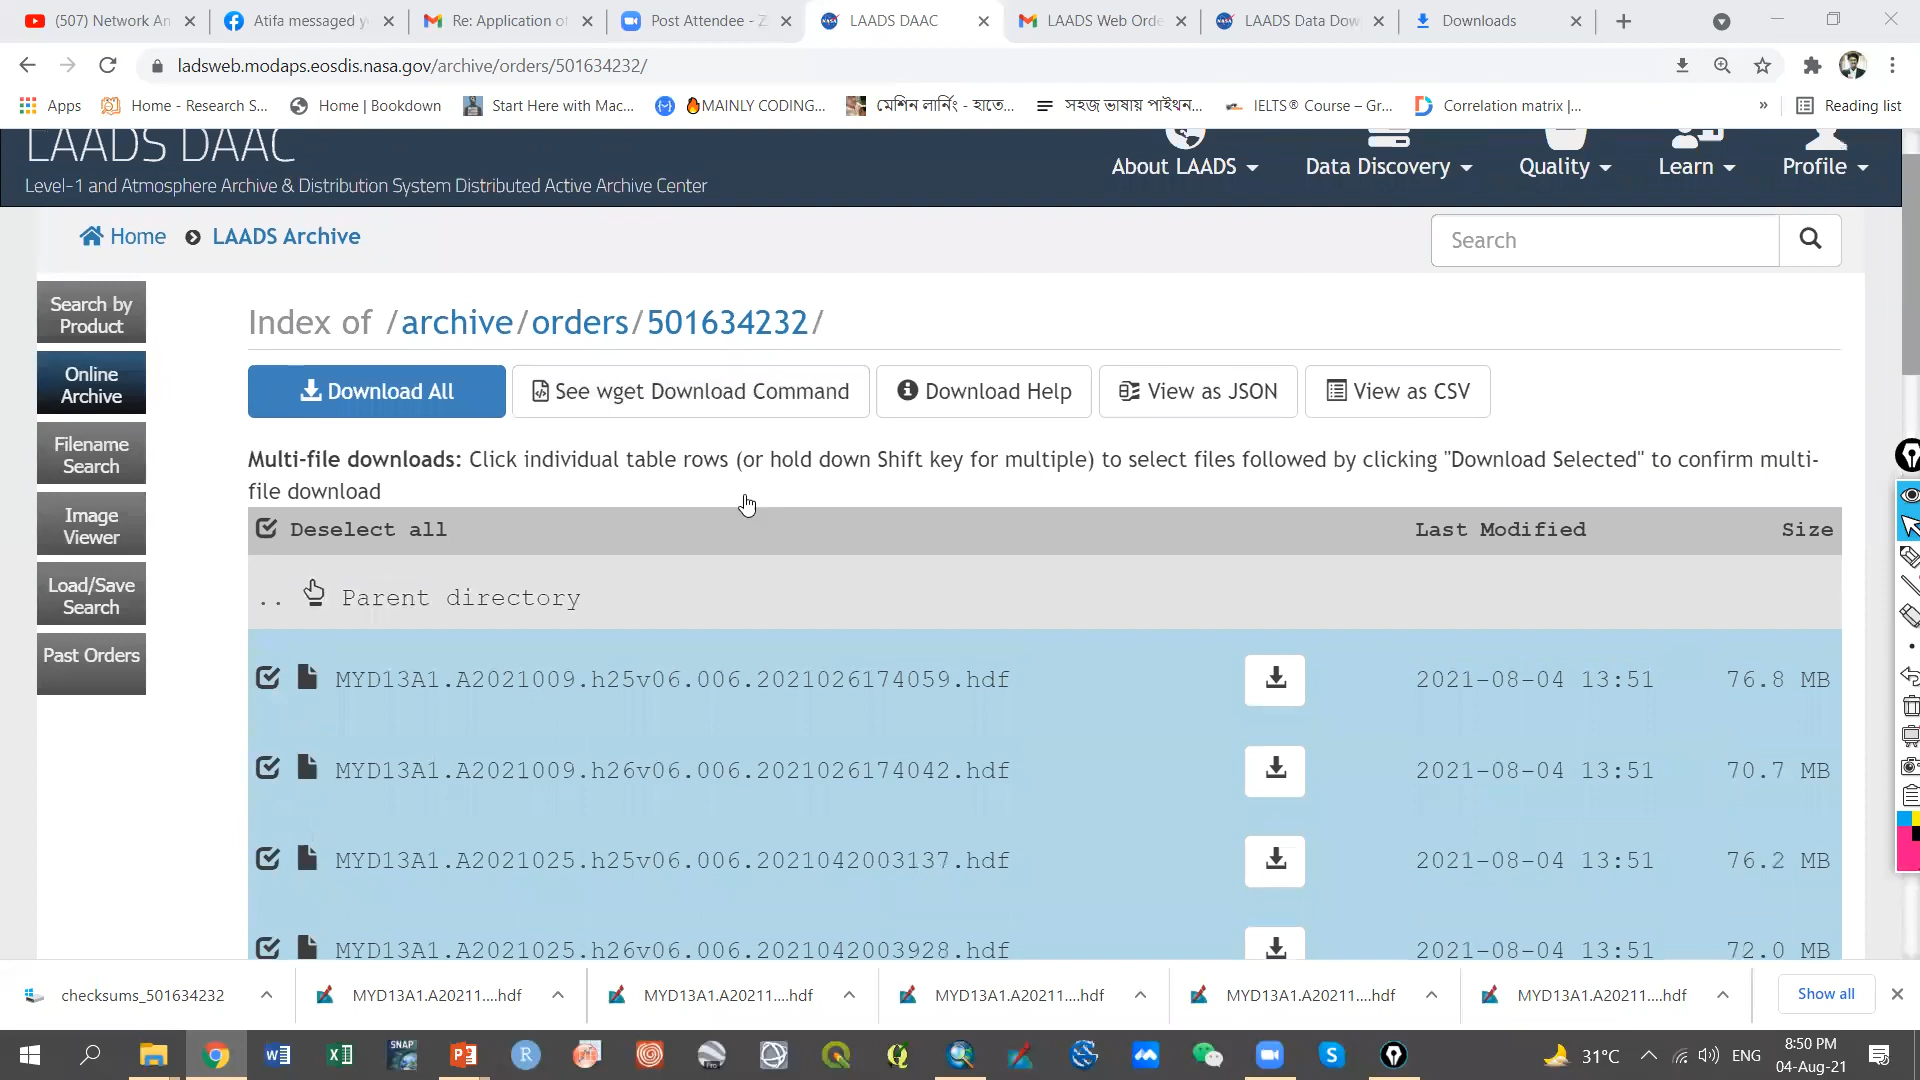 (507) Network An
Atifa messaged y
Re: Application of
Post Attendee - Z
LAADS DAAC
LAADS Web Orde
LAADS Data Dow
Downloads
ladsweb.modaps.eosdis.nasa.gov/archive/orders/501634232/
Apps
Home - Research S...
Home | Bookdown
Start Here with Mac...
MAINLY CODING...
মেশিন লার্নিং - হাতে...
সহজ ভাষায় পাইথন...
IELTS® Course – Gr...
Correlation matrix |...
»
Reading list
LAADS DAAC
Level-1 and Atmosphere Archive & Distribution System Distributed Active Archive Center
About LAADS
Data Discovery
Quality
Learn
Profile
Home
LAADS Archive
Search
Search by
Product
Online
Archive
Filename
Search
Image
Viewer
Load/Save
Search
Past Orders
Index of /archive/orders/501634232/
Download All
See wget Download Command
Download Help
View as JSON
View as CSV
Multi-file downloads: Click individual table rows (or hold down Shift key for multiple) to select files followed by clicking "Download Selected" to confirm multi-
file download
Deselect all Last Modified Size
.. Parent directory
MYD13A1.A2021009.h25v06.006.2021026174059.hdf 2021-08-04 13:51 76.8 MB
MYD13A1.A2021009.h26v06.006.2021026174042.hdf 2021-08-04 13:51 70.7 MB
MYD13A1.A2021025.h25v06.006.2021042003137.hdf 2021-08-04 13:51 76.2 MB
MYD13A1.A2021025.h26v06.006.2021042003928.hdf 2021-08-04 13:51 72.0 MB
checksums_501634232
MYD13A1.A20211....hdf
MYD13A1.A20211....hdf
MYD13A1.A20211....hdf
MYD13A1.A20211....hdf
MYD13A1.A20211....hdf
Show all
SNAP
Pro
31°C
ENG
8:50 PM
04-Aug-21